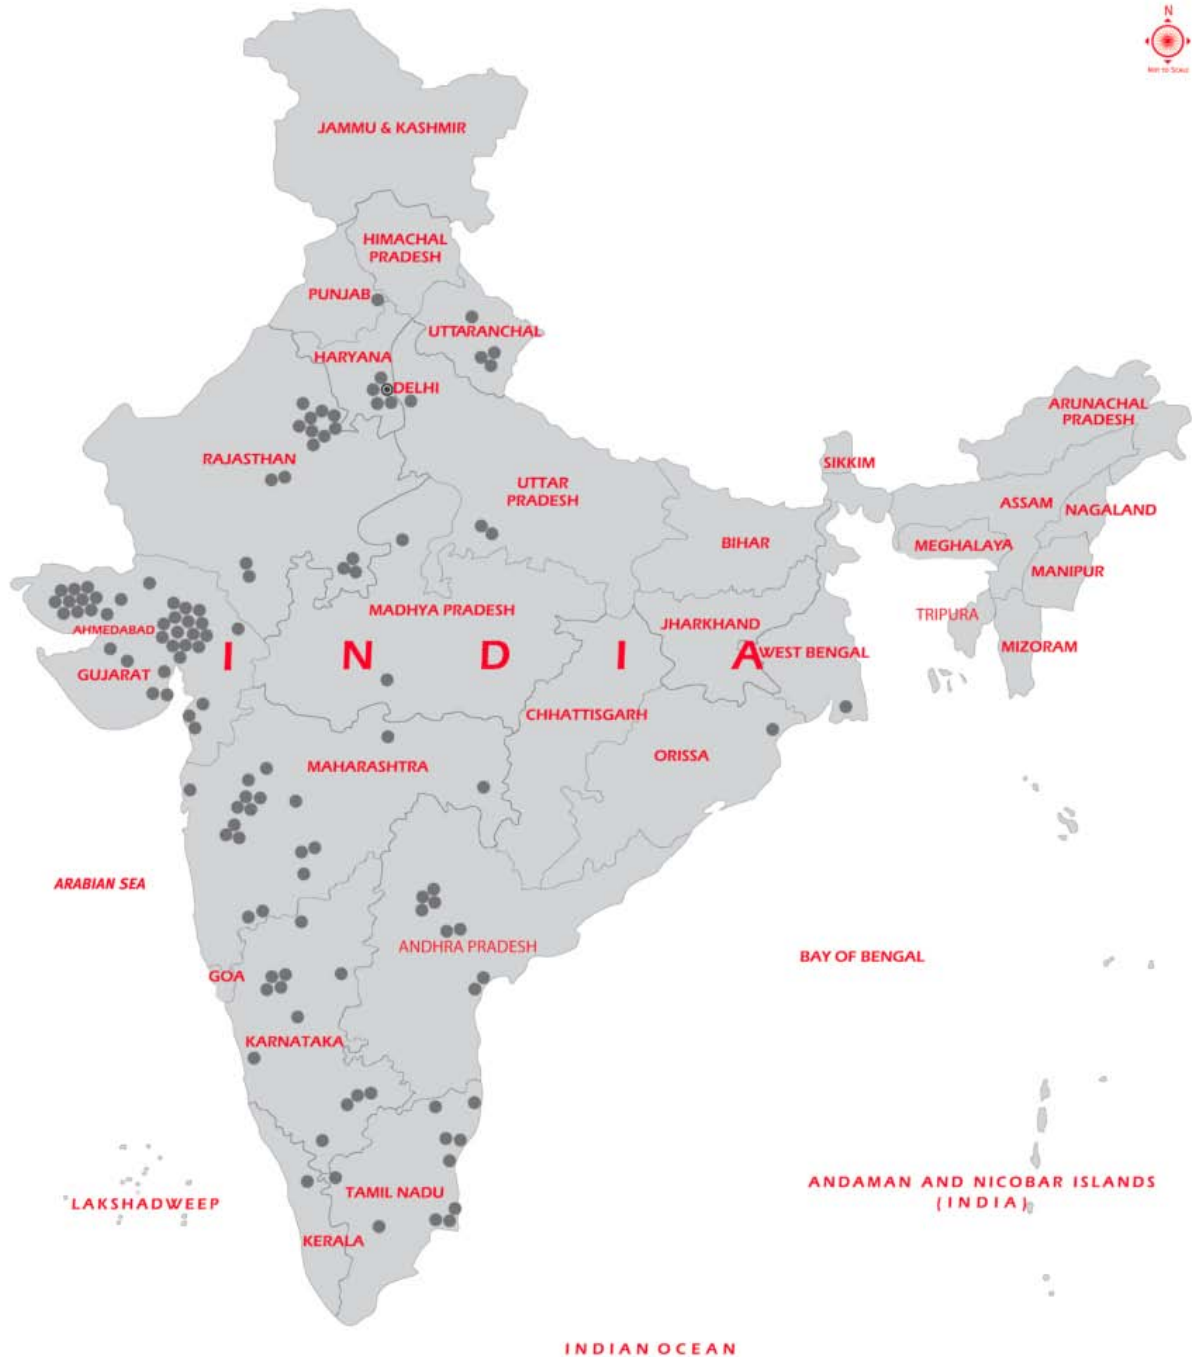 N
Not to Scale
JAMMU & KASHMIR
HIMACHAL
PRADESH
PUNJAB
UTTARANCHAL
HARYANA
DELHI
ARUNACHAL
PRADESH
RAJASTHAN
SIKKIM
UTTAR
PRADESH
ASSAM
NAGALAND
BIHAR
MEGHALAYA
MANIPUR
MADHYA PRADESH
TRIPURA
JHARKHAND
AHMEDABAD
MIZORAM
WEST BENGAL
INDIA
GUJARAT
CHHATTISGARH
ORISSA
MAHARASHTRA
ARABIAN SEA
ANDHRA PRADESH
BAY OF BENGAL
GOA
KARNATAKA
ANDAMAN AND NICOBAR ISLANDS
(INDIA)
TAMIL NADU
LAKSHADWEEP
KERALA
INDIAN OCEAN